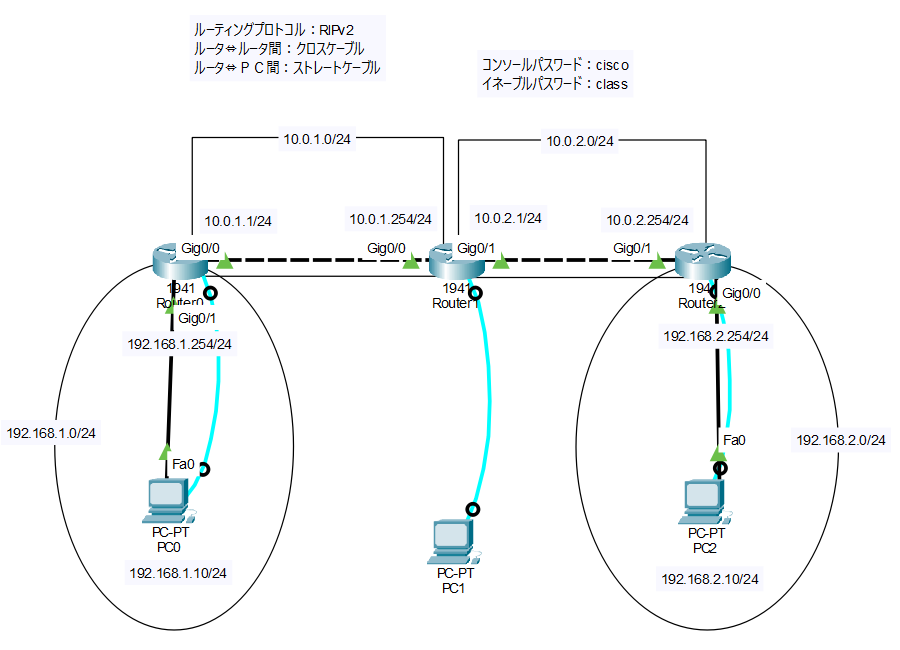 ルーティングプロトコル：RIPv2
ルータ⇔ルータ間：クロスケーブル
ルータ⇔ＰＣ間：ストレートケーブル
コンソールパスワード：cisco
イネーブルパスワード：class
10.0.1.0/24
10.0.2.0/24
10.0.1.1/24
10.0.1.254/24
10.0.2.1/24
10.0.2.254/24
Gig0/0
Gig0/0
Gig0/1
Gig0/1
1941
Router0
1941
Router1
Gig0/0
Gig0/1
192.168.1.254/24
192.168.2.254/24
192.168.1.0/24
192.168.2.0/24
Fa0
Fa0
PC-PT
PC0
PC-PT
PC1
PC-PT
PC2
192.168.1.10/24
192.168.2.10/24